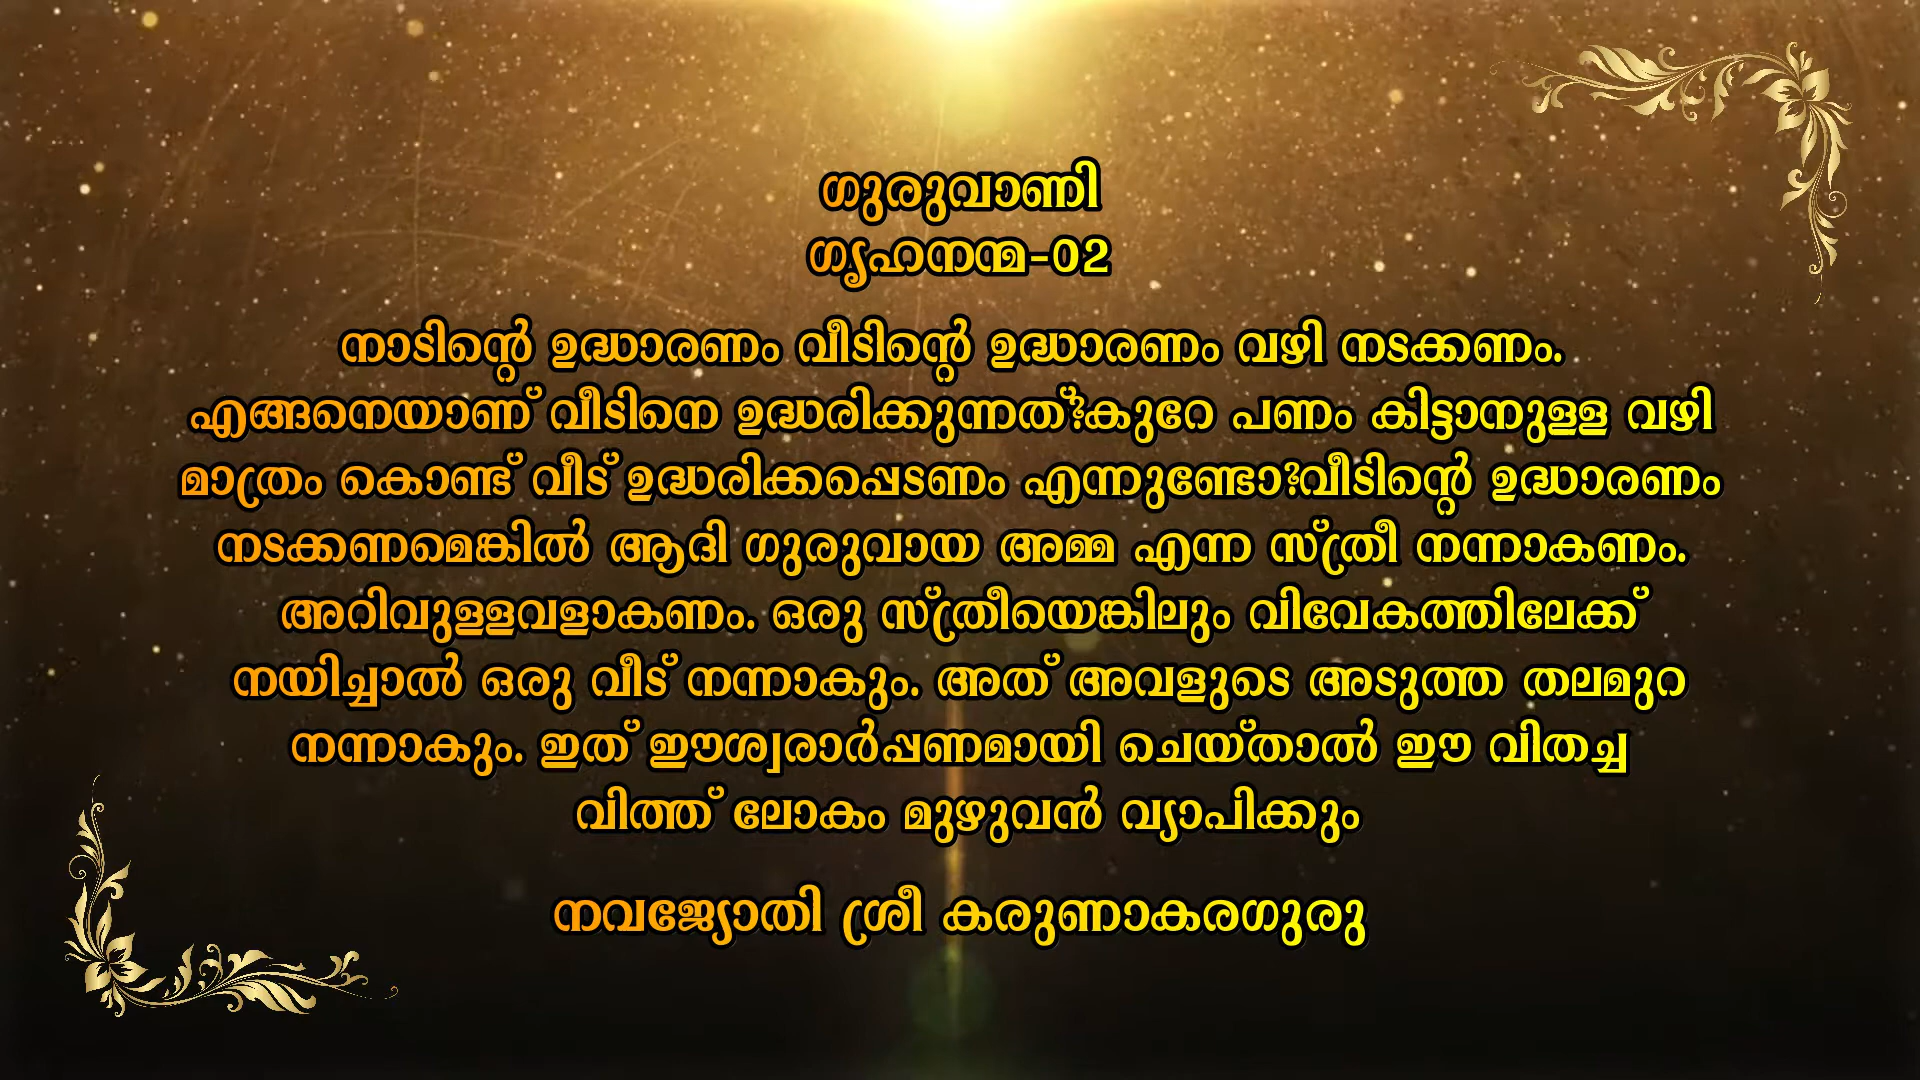 ഗുരുവാണി
ഗൃഹനന്മ-02
നാടിന്റെ ഉദ്ധാരണം വീടിന്റെ ഉദ്ധാരണം വഴി നടക്കണം.
എങ്ങനെയാണ് വീടിനെ ഉദ്ധരിക്കുന്നത്?കുറേ പണം കിട്ടാനുള്ള വഴി
മാത്രം കൊണ്ട് വീട് ഉദ്ധരിക്കപ്പെടണം എന്നുണ്ടോ?വീടിന്റെ ഉദ്ധാരണം
നടക്കണമെങ്കിൽ ആദി ഗുരുവായ അമ്മ എന്ന സ്ത്രീ നന്നാകണം.
അറിവുള്ളവളാകണം. ഒരു സ്ത്രീയെങ്കിലും വിവേകത്തിലേക്ക്
നയിച്ചാൽ ഒരു വീട് നന്നാകും. അത് അവളുടെ അടുത്ത തലമുറ
നന്നാകും. ഇത് ഈശ്വരാർപ്പണമായി ചെയ്താൽ ഈ വിതച്ച
വിത്ത് ലോകം മുഴുവൻ വ്യാപിക്കും
നവജ്യോതി ശ്രീ കരുണാകരഗുരു